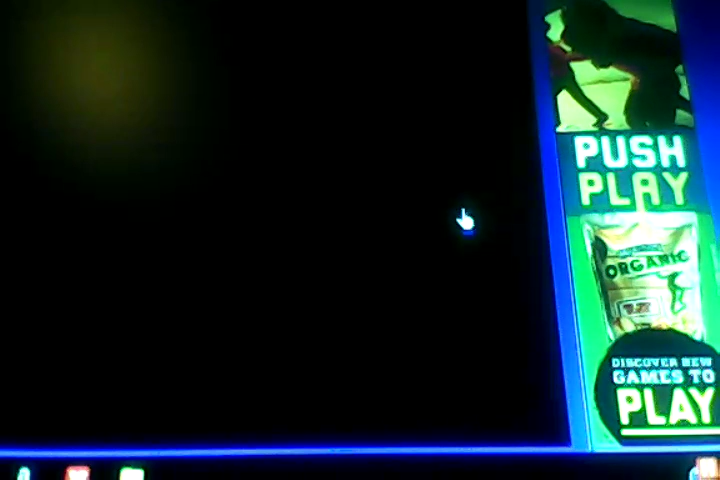 PUSH
PLAY
ORGANIC
DISCOVER NEW
GAMES TO
PLAY